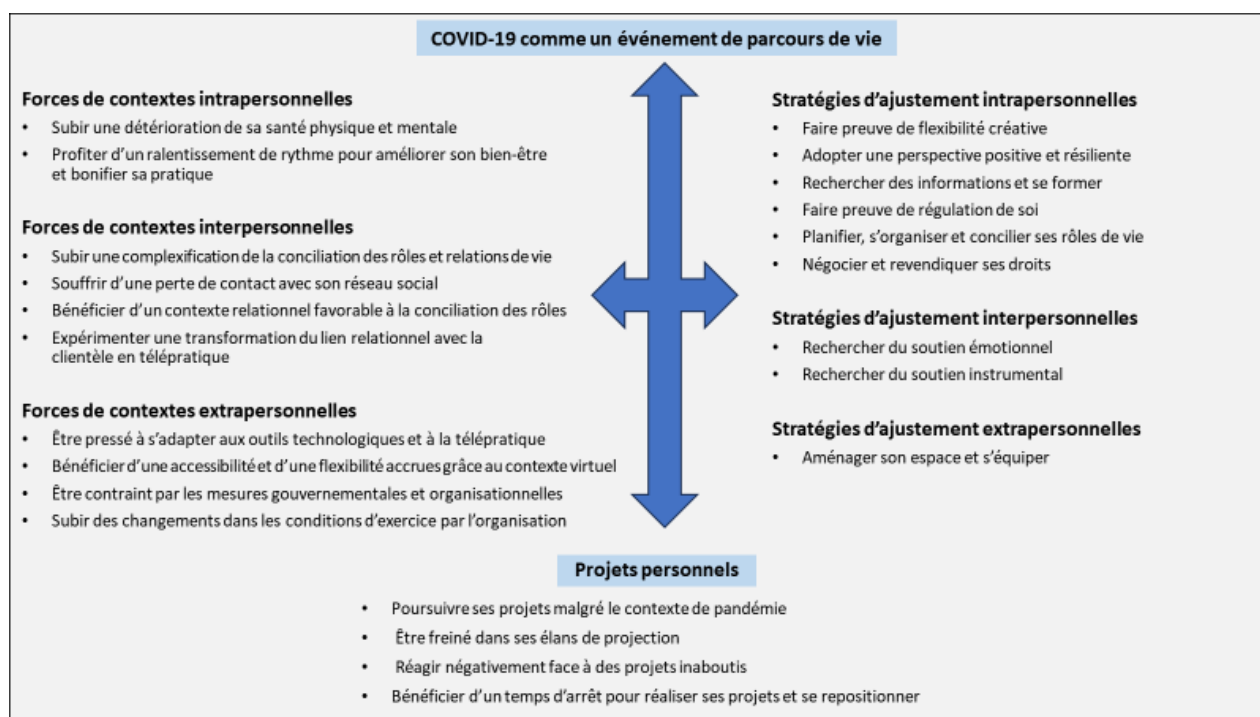 COVID-19 comme un événement de parcours de vie
Forces de contextes intrapersonnelles
• Subir une détérioration de sa santé physique et mentale
• Profiter d'un ralentissement de rythme pour améliorer son bien-être
et bonifier sa pratique
Forces de contextes interpersonnelles
• Subir une complexification de la conciliation des rôles et relations de vie
• Souffrir d'une perte de contact avec son réseau social
• Bénéficier d'un contexte relationnel favorable à la conciliation des rôles
• Expérimenter une transformation du lien relationnel avec la
clientèle en télépratique
Forces de contextes extrapersonnelles
• Être pressé à s'adapter aux outils technologiques et à la télépratique
• Bénéficier d'une accessibilité et d'une flexibilité accrues grâce au contexte virtuel
• Être contraint par les mesures gouvernementales et organisationnelles
• Subir des changements dans les conditions d'exercice par l'organisation
Stratégies d'ajustement intrapersonnelles
• Faire preuve de flexibilité créative
• Adopter une perspective positive et résiliente
• Rechercher des informations et se former
• Faire preuve de régulation de soi
• Planifier, s'organiser et concilier ses rôles de vie
• Négocier et revendiquer ses droits
Stratégies d'ajustement interpersonnelles
• Rechercher du soutien émotionnel
• Rechercher du soutien instrumental
Stratégies d'ajustement extrapersonnelles
• Aménager son espace et s'équiper
Projets personnels
• Poursuivre ses projets malgré le contexte de pandémie
• Être freiné dans ses élans de projection
• Réagir négativement face à des projets inaboutis
• Bénéficier d'un temps d'arrêt pour réaliser ses projets et se repositionner